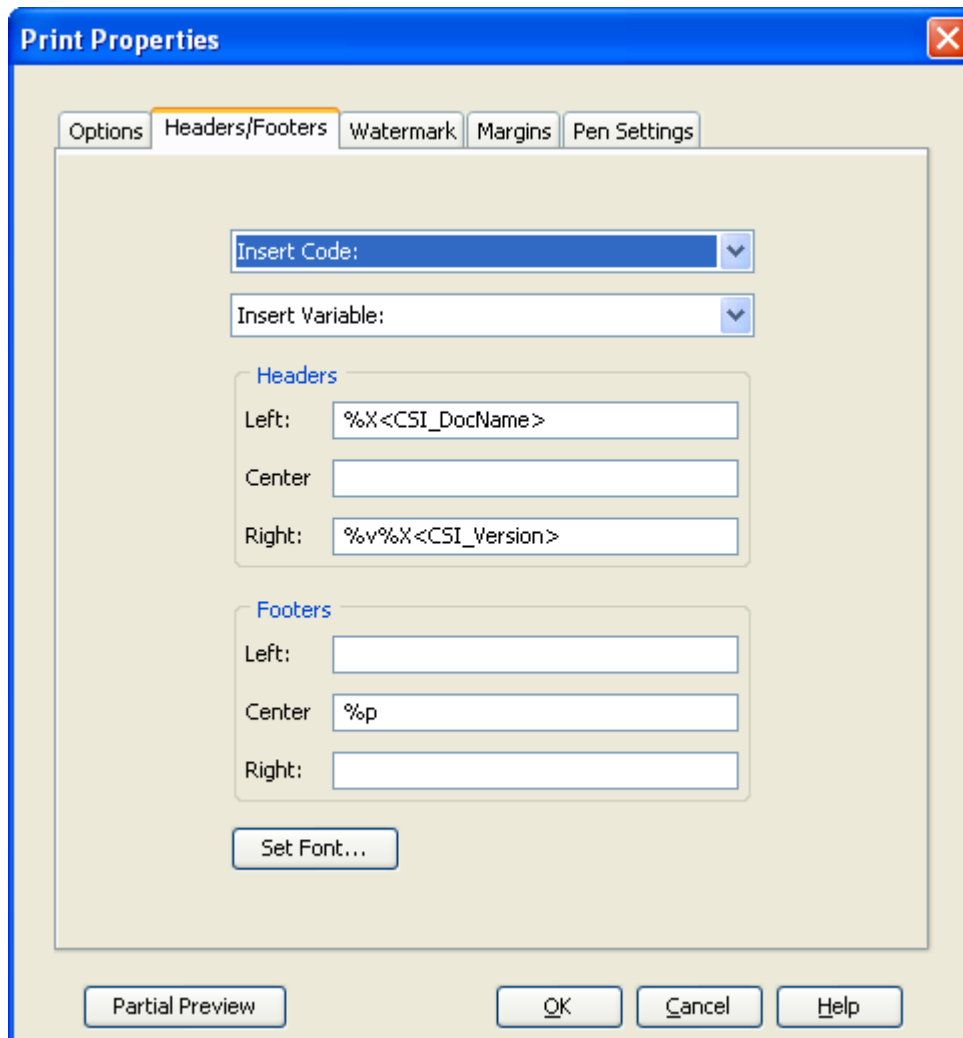 Print Properties
Options Headers/Footers Watermark Margins Pen Settings
Insert Code:
Insert Variable:
Headers
Left: %X<CSI_DocName>
Center
Right: %v%X<CSI_Version>
Footers
Left:
Center %p
Right:
Set Font...
Partial Preview OK Cancel Help